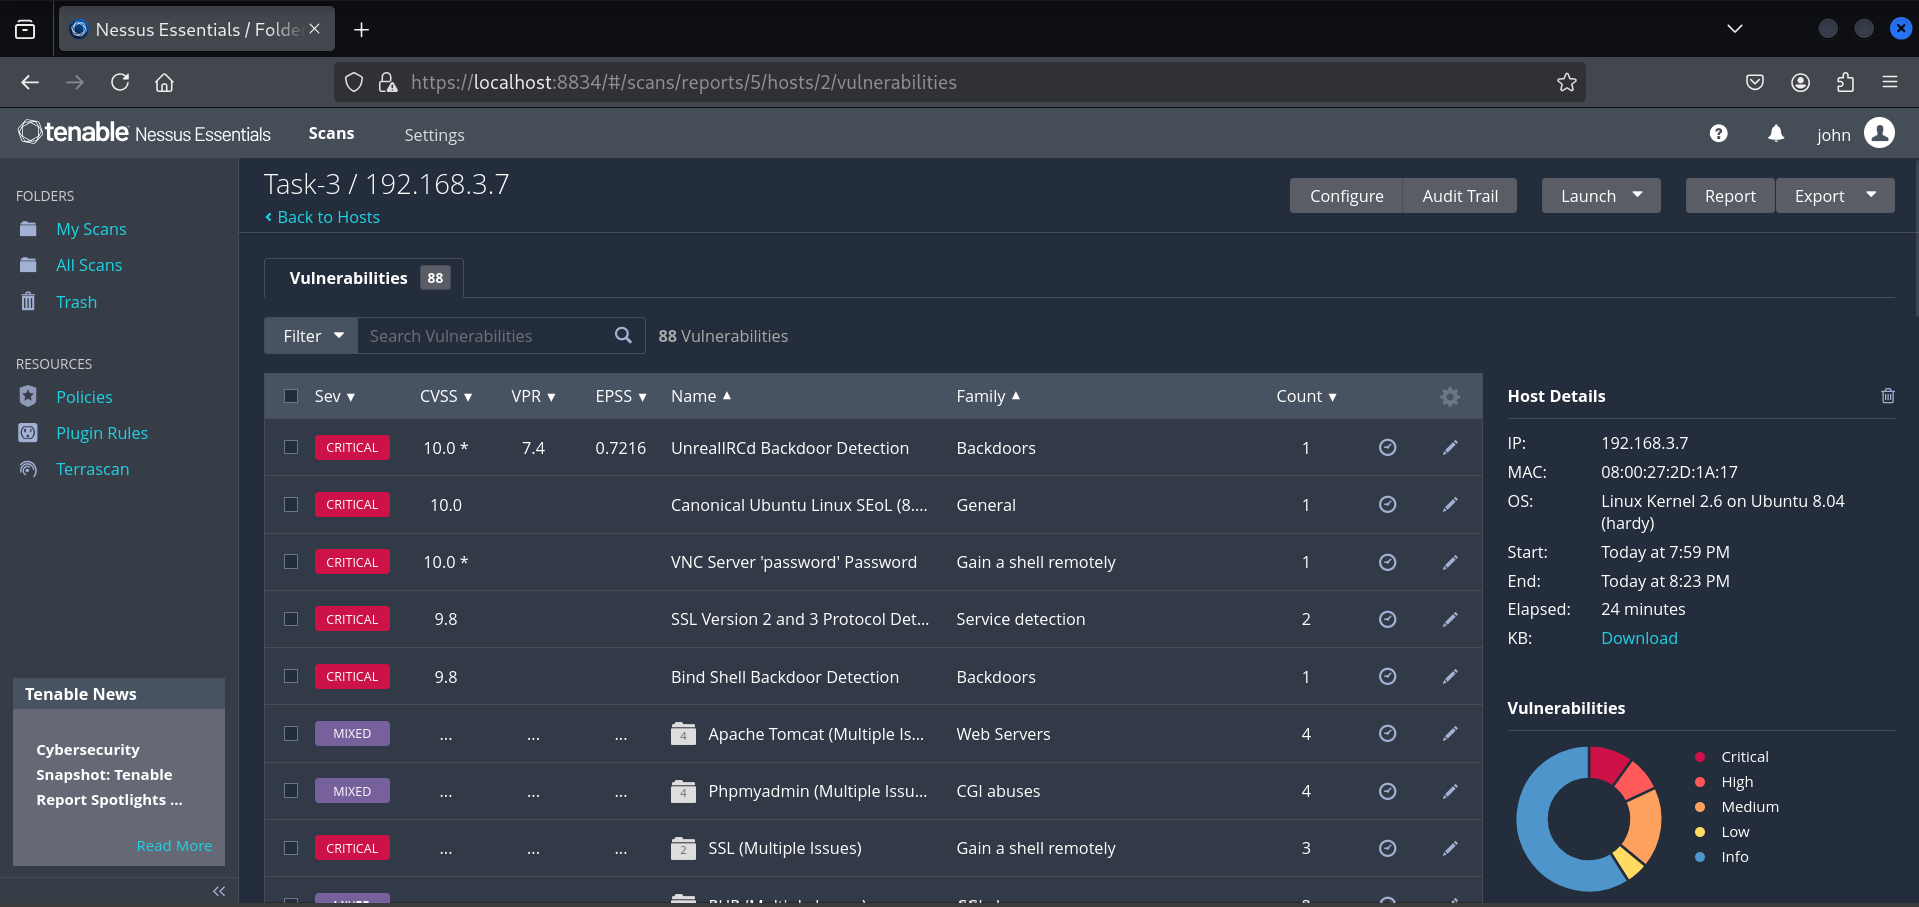 Nessus Essentials / Folde
https://localhost:8834/#/scans/reports/5/hosts/2/vulnerabilities
tenable Nessus Essentials Scans Settings john
FOLDERS
My Scans
All Scans
Trash
RESOURCES
Policies
Plugin Rules
Terrascan
Tenable News
Cybersecurity
Snapshot: Tenable
Report Spotlights ...
Read More
Task-3 / 192.168.3.7
Back to Hosts
Configure Audit Trail Launch Report Export
Vulnerabilities 88
Filter Search Vulnerabilities 88 Vulnerabilities
Sev CVSS VPR EPSS Name Family Count
CRITICAL 10.0 * 7.4 0.7216 UnrealIRCd Backdoor Detection Backdoors 1
CRITICAL 10.0 Canonical Ubuntu Linux SEoL (8.... General 1
CRITICAL 10.0 * VNC Server 'password' Password Gain a shell remotely 1
CRITICAL 9.8 SSL Version 2 and 3 Protocol Det... Service detection 2
CRITICAL 9.8 Bind Shell Backdoor Detection Backdoors 1
MIXED ... ... ... 4 Apache Tomcat (Multiple Is... Web Servers 4
MIXED ... ... ... 4 Phpmyadmin (Multiple Issu... CGI abuses 4
CRITICAL ... ... ... 2 SSL (Multiple Issues) Gain a shell remotely 3
Host Details
IP: 192.168.3.7
MAC: 08:00:27:2D:1A:17
OS: Linux Kernel 2.6 on Ubuntu 8.04
(hardy)
Start: Today at 7:59 PM
End: Today at 8:23 PM
Elapsed: 24 minutes
KB: Download
Vulnerabilities
Critical
High
Medium
Low
Info